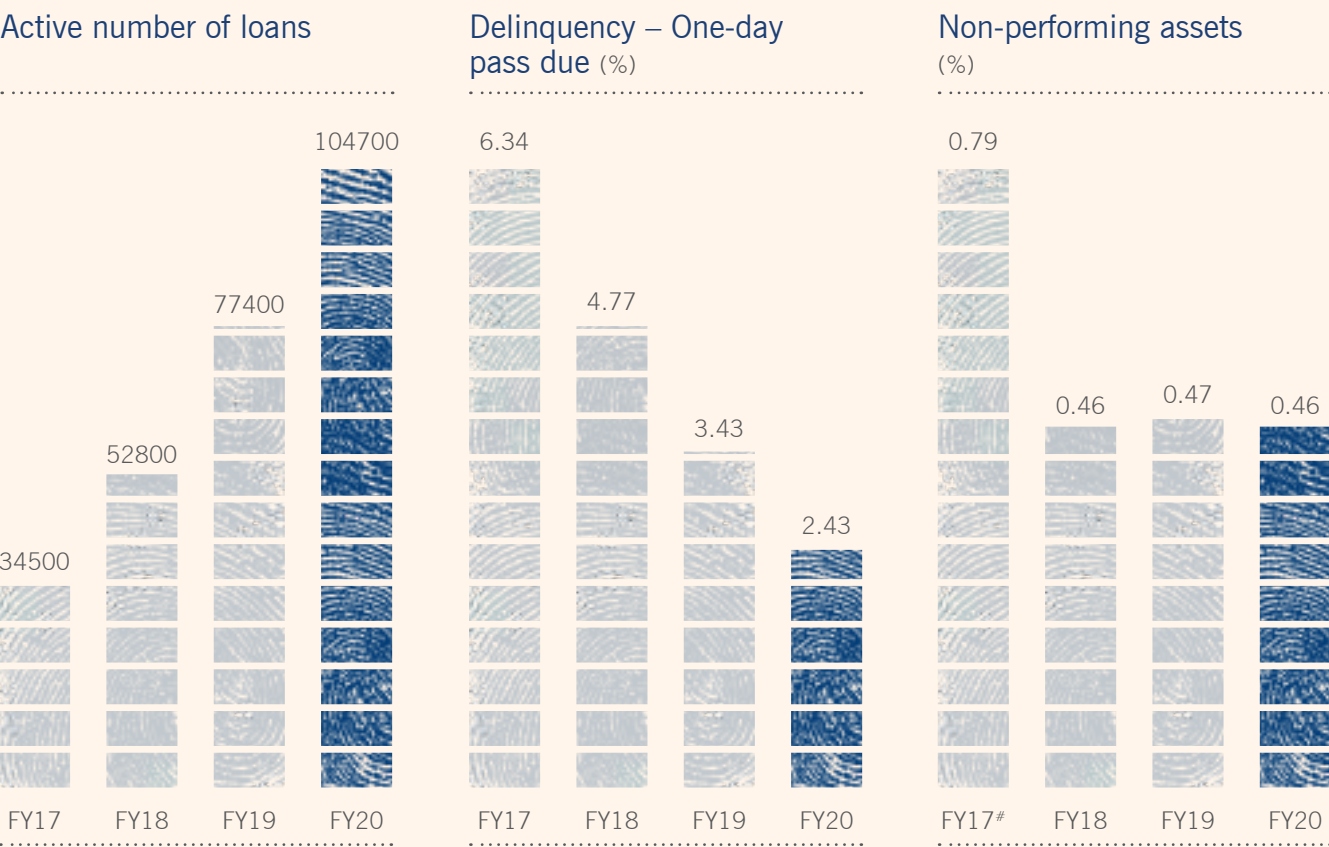 Active number of loans
104700
77400
52800
34500
FY17 FY18 FY19 FY20
Delinquency – One-day
pass due (%)
6.34
4.77
3.43
2.43
FY17 FY18 FY19 FY20
Non-performing assets
(%)
0.79
0.46
0.47
0.46
FY17# FY18 FY19 FY20